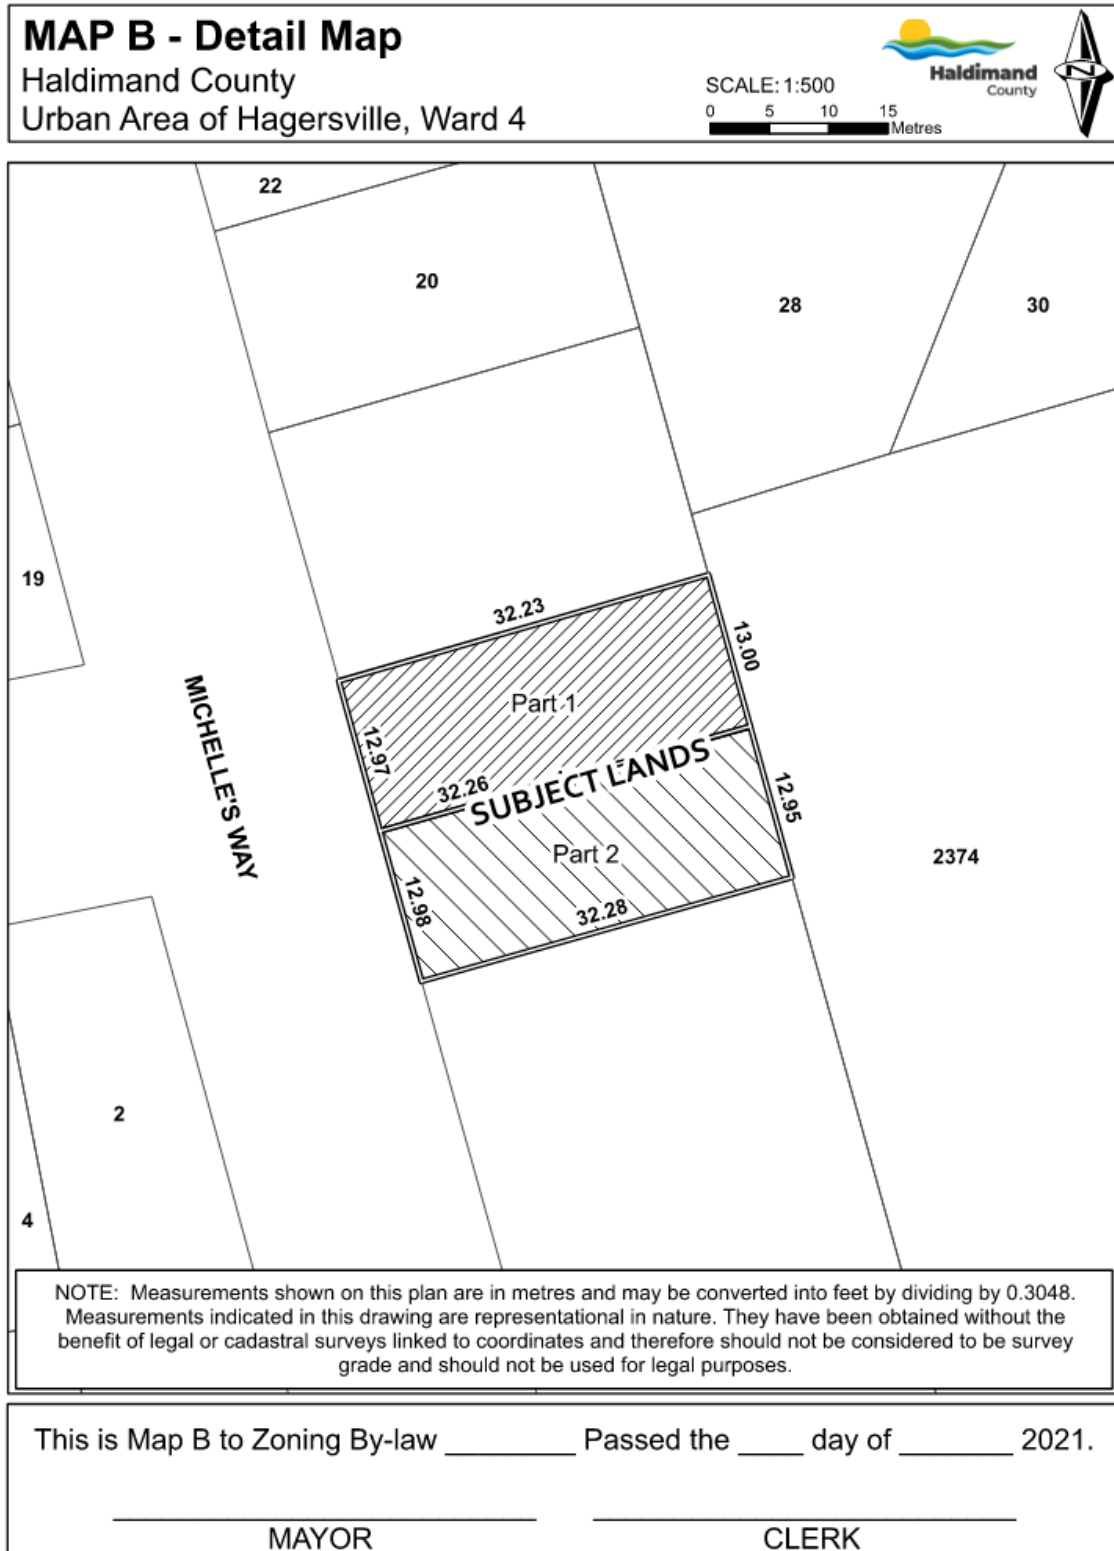 MAP B - Detail Map
Haldimand County
Urban Area of Hagersville, Ward 4
SCALE: 1:500
0 5 10 15
Metres
Haldimand
County
N
22
20
28
30
19
32.23
13.00
Part 1
MICHELLE'S WAY
12.97
32.26
SUBJECT LANDS
12.95
Part 2
2374
12.98
32.28
2
4
NOTE: Measurements shown on this plan are in metres and may be converted into feet by dividing by 0.3048.
Measurements indicated in this drawing are representational in nature. They have been obtained without the
benefit of legal or cadastral surveys linked to coordinates and therefore should not be considered to be survey
grade and should not be used for legal purposes.
This is Map B to Zoning By-law ________ Passed the ____ day of _______ 2021.
MAYOR
CLERK